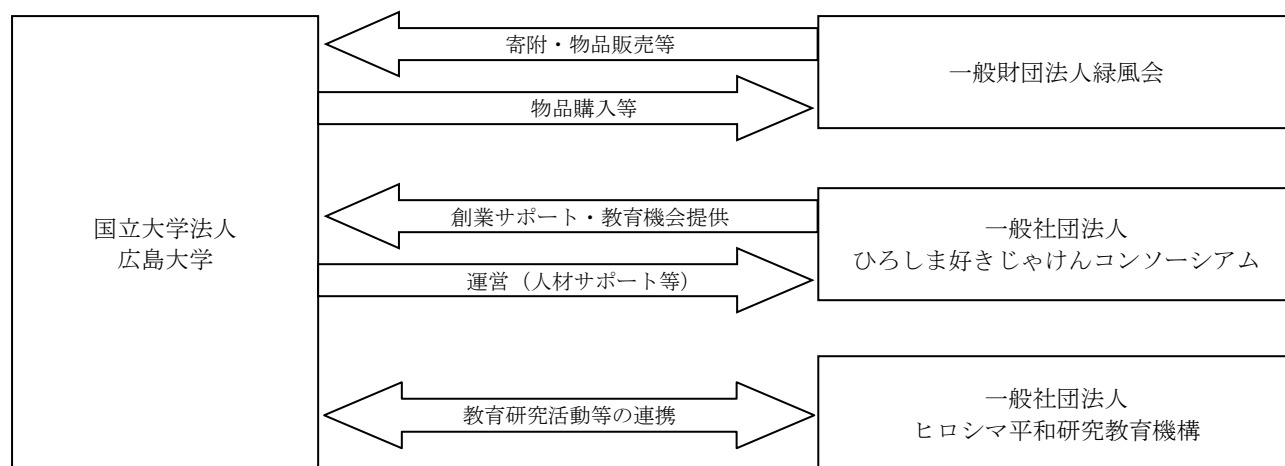 国立大学法人
広島大学
寄附・物品販売等
物品購入等
一般財団法人緑風会
創業サポート・教育機会提供
運営（人材サポート等）
一般社団法人
ひろしま好きじゃけんコンソーシアム
教育研究活動等の連携
一般社団法人
ヒロシマ平和研究教育機構